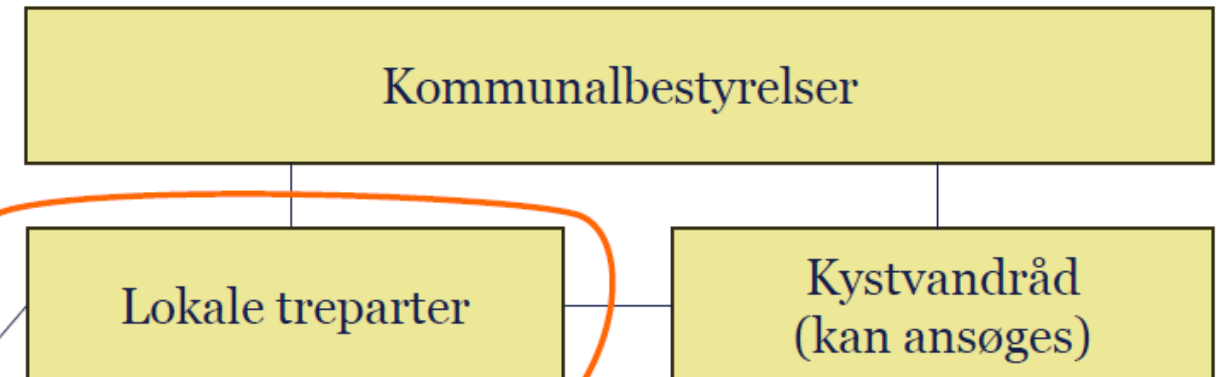 Kommunalbestyrelser
Lokale treparter
Kystvandråd
(kan ansøges)